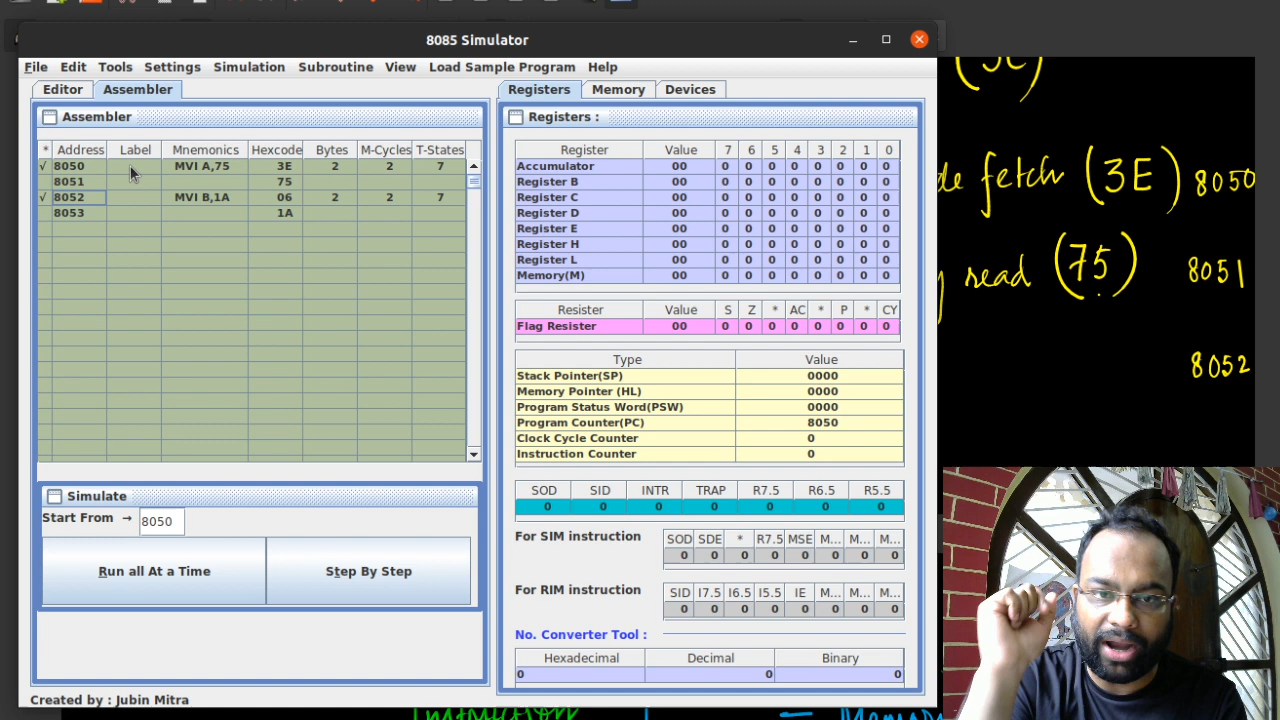 8085 Simulator
File Edit Tools Settings Simulation Subroutine View Load Sample Program Help
Editor Assembler
Assembler
* Address Label Mnemonics Hexcode Bytes M-Cycles T-States
√ 8050 MVI A,75 3E 2 2 7
8051 75
√ 8052 MVI B,1A 06 2 2 7
8053 1A
Simulate
Start From → 8050
Run all At a Time Step By Step
Created by : Jubin Mitra
Registers Memory Devices
Registers :
Register Value 7 6 5 4 3 2 1 0
Accumulator 00 0 0 0 0 0 0 0 0
Register B 00 0 0 0 0 0 0 0 0
Register C 00 0 0 0 0 0 0 0 0
Register D 00 0 0 0 0 0 0 0 0
Register E 00 0 0 0 0 0 0 0 0
Register H 00 0 0 0 0 0 0 0 0
Register L 00 0 0 0 0 0 0 0 0
Memory(M) 00 0 0 0 0 0 0 0 0
Resister Value S Z * AC * P * CY
Flag Resister 00 0 0 0 0 0 0 0 0
Type Value
Stack Pointer(SP) 0000
Memory Pointer (HL) 0000
Program Status Word(PSW) 0000
Program Counter(PC) 8050
Clock Cycle Counter 0
Instruction Counter 0
SOD SID INTR TRAP R7.5 R6.5 R5.5
0 0 0 0 0 0 0
For SIM instruction SOD SDE * R7.5 MSE M... M... M...
0 0 0 0 0 0 0 0
For RIM instruction SID I7.5 I6.5 I5.5 IE M... M... M...
0 0 0 0 0 0 0 0
No. Converter Tool :
Hexadecimal Decimal Binary
0 0 0
de fetch (3E) 8050
y read (75) 8051
8052
Instruction